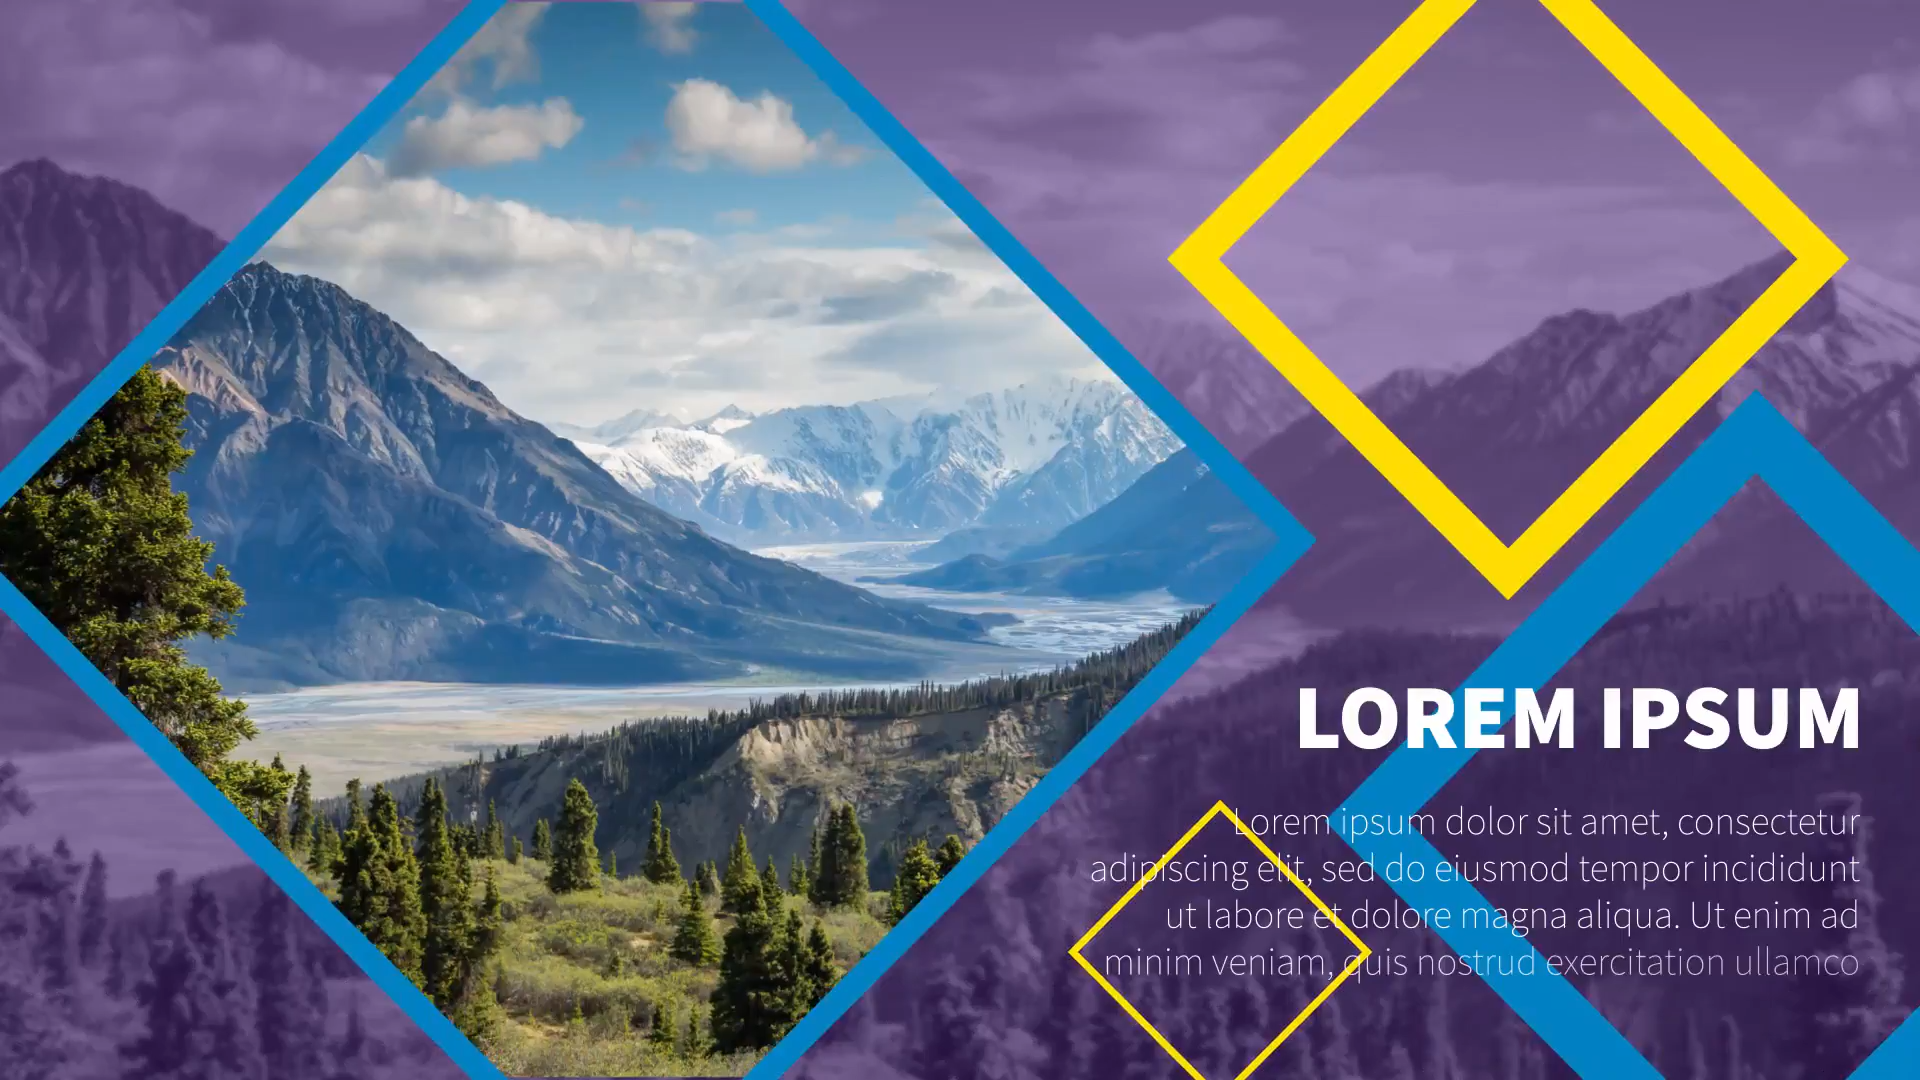 LOREM IPSUM
Lorem ipsum dolor sit amet, consectetur
adipiscing elit, sed do eiusmod tempor incididunt
ut labore et dolore magna aliqua. Ut enim ad
minim veniam, quis nostrud exercitation ullamco